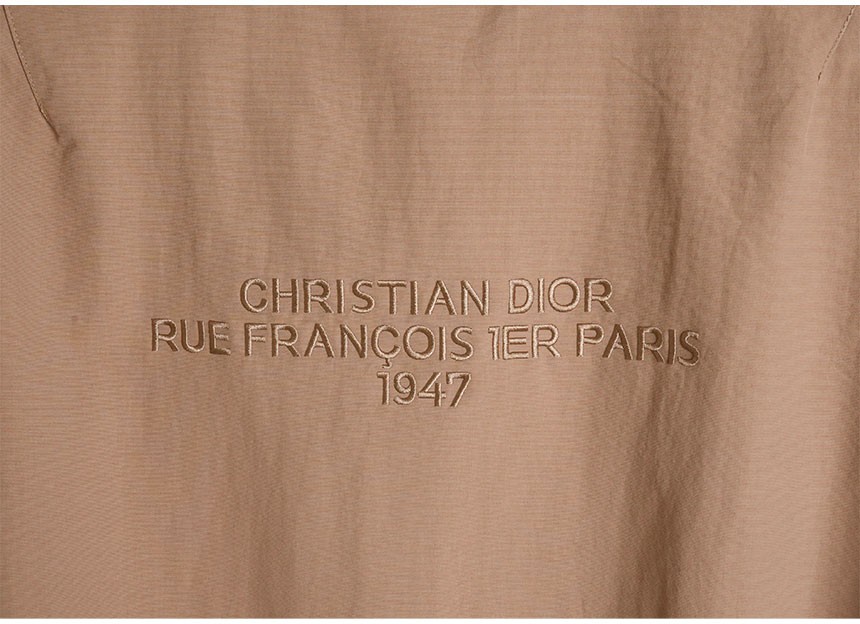 CHRISTIAN DIOR
RUE FRANÇOIS 1ER PARIS
1947